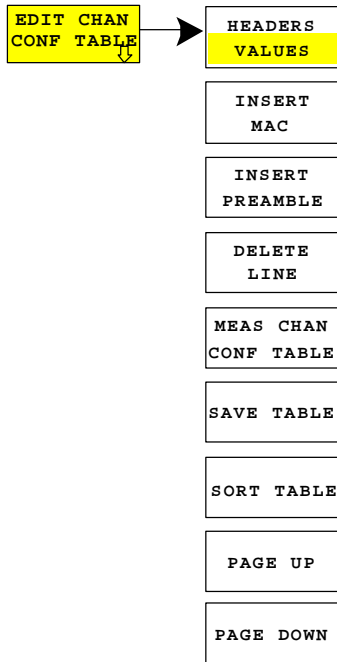 EDIT CHAN
CONF TABLE
HEADERS
VALUES
INSERT
MAC
INSERT
PREAMBLE
DELETE
LINE
MEAS CHAN
CONF TABLE
SAVE TABLE
SORT TABLE
PAGE UP
PAGE DOWN